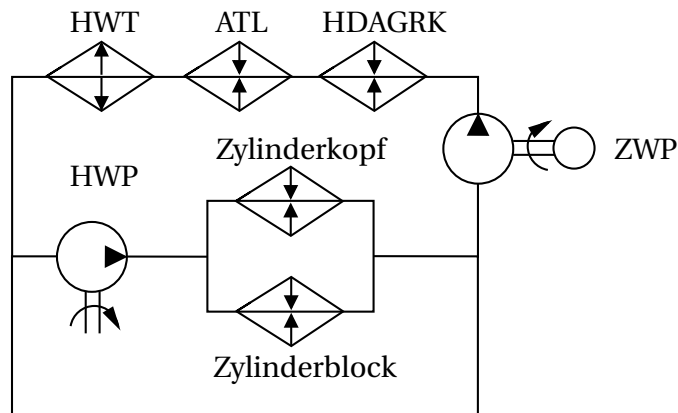 HWT ATL HDAGRK
Zylinderkopf
ZWP
HWP
Zylinderblock